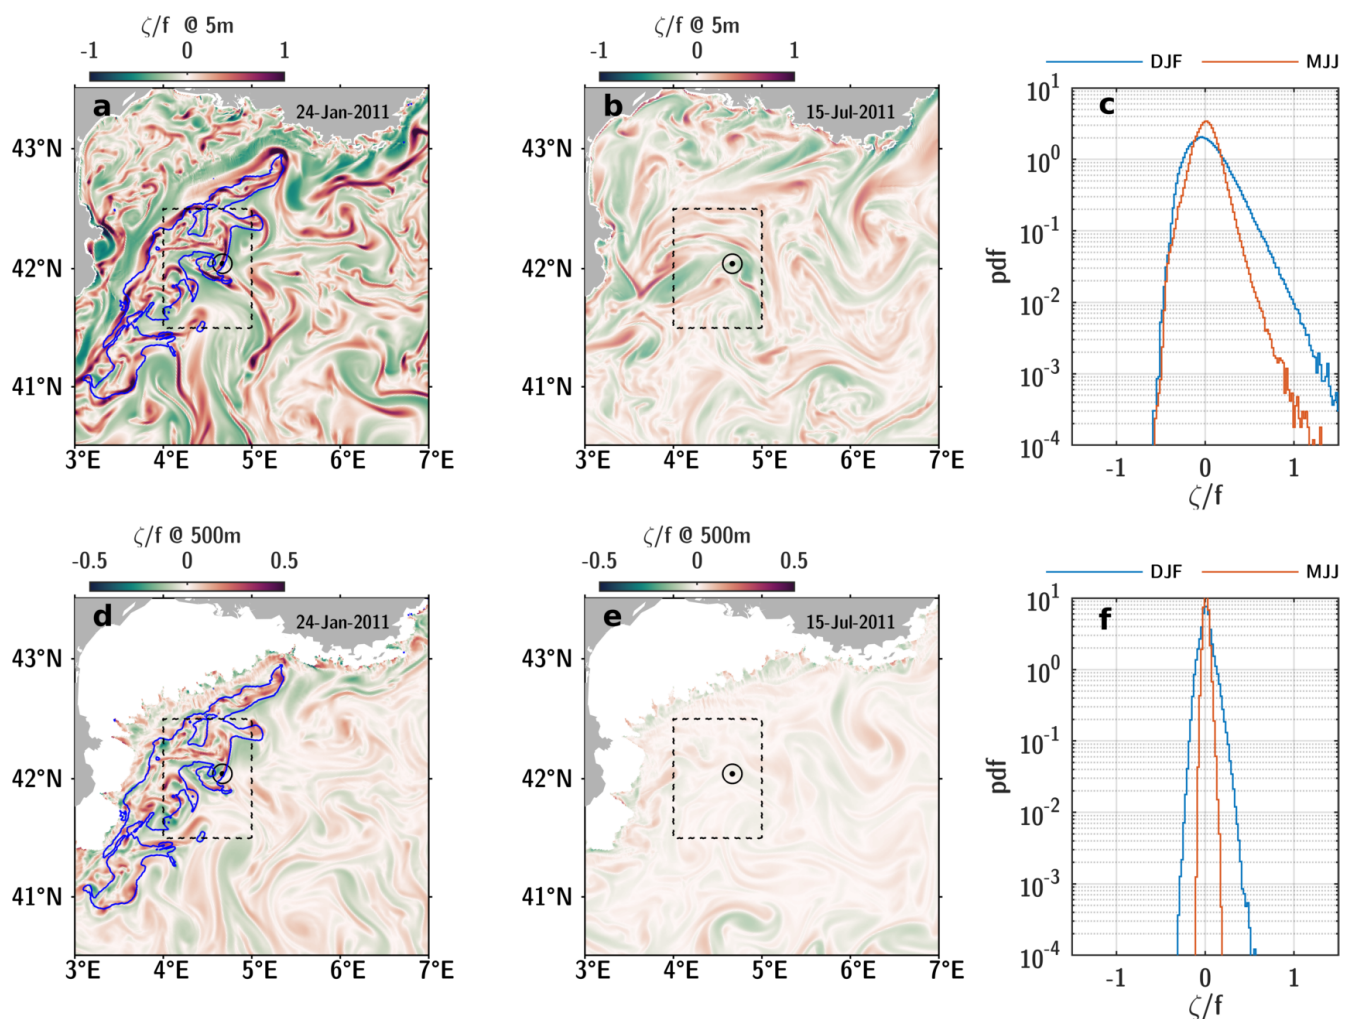 ζ/f @ 5m
-1 0 1
a
24-Jan-2011
43°N
42°N
41°N
3°E 4°E 5°E 6°E 7°E
ζ/f @ 5m
-1 0 1
b
15-Jul-2011
43°N
42°N
41°N
3°E 4°E 5°E 6°E 7°E
DJF MJJ
c
10^1
10^0
10^-1
10^-2
10^-3
10^-4
pdf
-1 0 1
ζ/f
ζ/f @ 500m
-0.5 0 0.5
d
24-Jan-2011
43°N
42°N
41°N
3°E 4°E 5°E 6°E 7°E
ζ/f @ 500m
-0.5 0 0.5
e
15-Jul-2011
43°N
42°N
41°N
3°E 4°E 5°E 6°E 7°E
DJF MJJ
f
10^1
10^0
10^-1
10^-2
10^-3
10^-4
pdf
-1 0 1
ζ/f